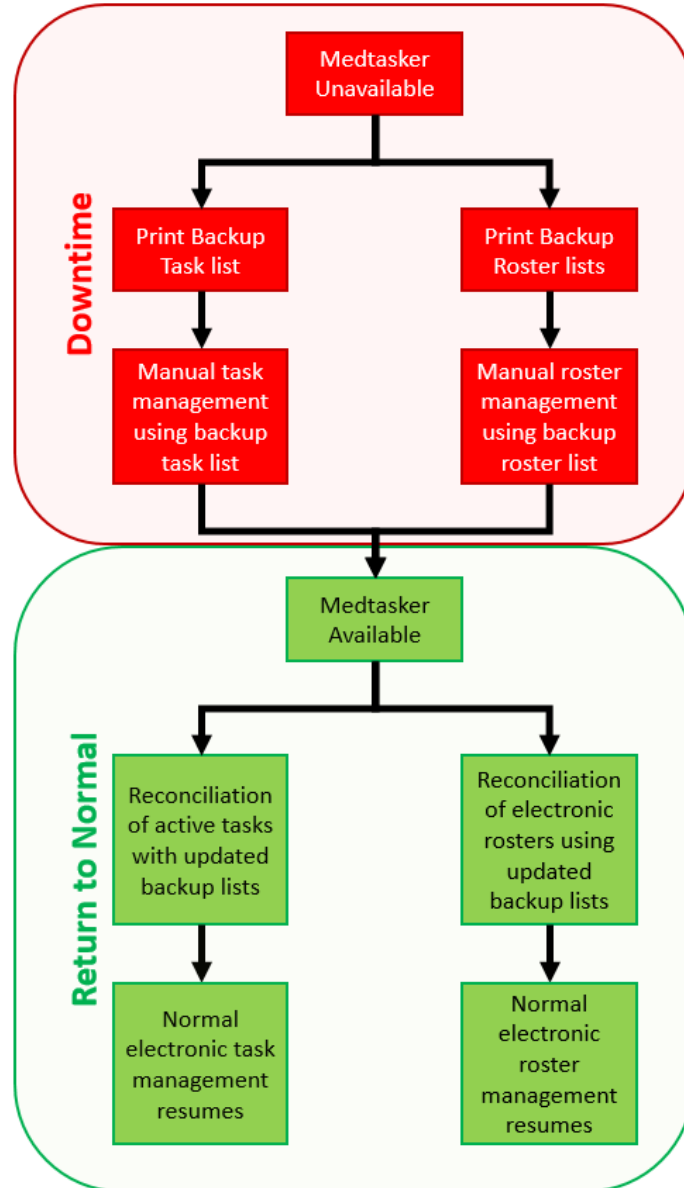 Medtasker
Unavailable
Downtime
Print Backup
Task list
Print Backup
Roster lists
Manual task
management
using backup
task list
Manual roster
management
using backup
roster list
Medtasker
Available
Return to Normal
Reconciliation
of active tasks
with updated
backup lists
Reconciliation
of electronic
rosters using
updated
backup lists
Normal
electronic task
management
resumes
Normal
electronic
roster
management
resumes